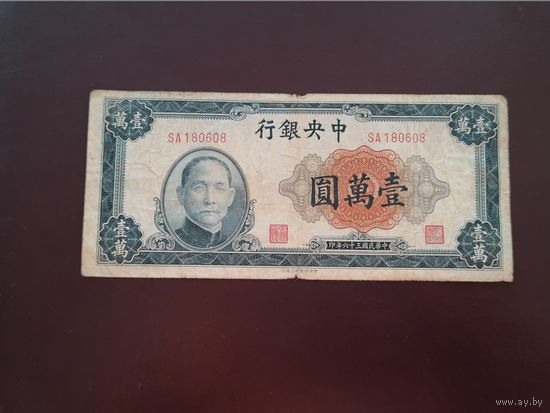 壹萬 壹萬
行銀央中
SA180608 SA180608
圓萬壹
壹萬 壹萬
印年六十三國民華中
www.ay.by